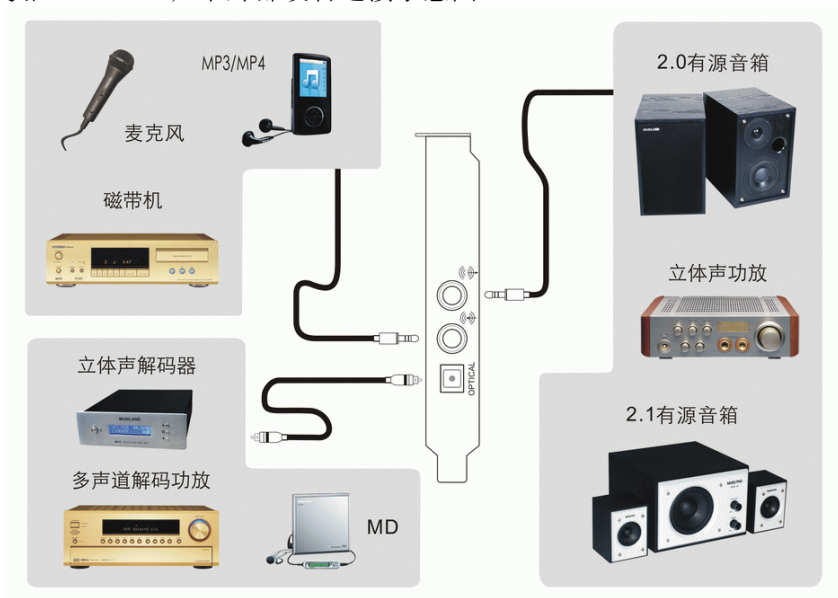 MP3/MP4
麦克风
磁带机
2.0有源音箱
立体声功放
OPTICAL
立体声解码器
MUSILAND
多声道解码功放
MD
2.1有源音箱